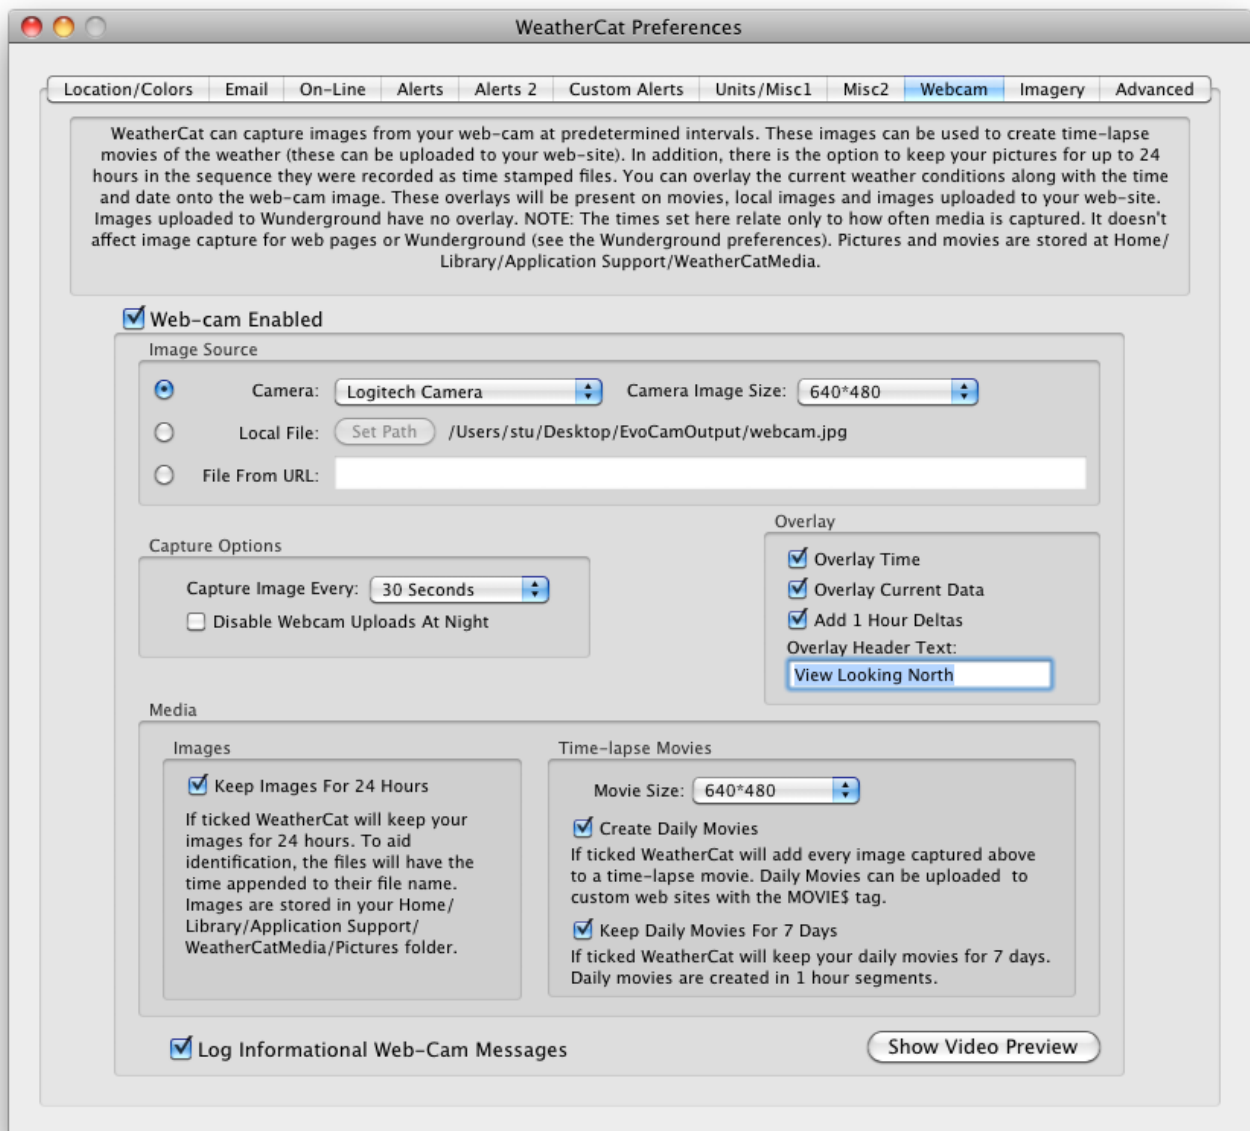 WeatherCat Preferences
Location/Colors Email On-Line Alerts Alerts 2 Custom Alerts Units/Misc1 Misc2 Webcam Imagery Advanced
WeatherCat can capture images from your web-cam at predetermined intervals. These images can be used to create time-lapse
movies of the weather (these can be uploaded to your web-site). In addition, there is the option to keep your pictures for up to 24
hours in the sequence they were recorded as time stamped files. You can overlay the current weather conditions along with the time
and date onto the web-cam image. These overlays will be present on movies, local images and images uploaded to your web-site.
Images uploaded to Wunderground have no overlay. NOTE: The times set here relate only to how often media is captured. It doesn't
affect image capture for web pages or Wunderground (see the Wunderground preferences). Pictures and movies are stored at Home/
Library/Application Support/WeatherCatMedia.
Web-cam Enabled
Image Source
Camera: Logitech Camera Camera Image Size: 640*480
Local File: Set Path /Users/stu/Desktop/EvoCamOutput/webcam.jpg
File From URL:
Capture Options
Capture Image Every: 30 Seconds
Disable Webcam Uploads At Night
Overlay
Overlay Time
Overlay Current Data
Add 1 Hour Deltas
Overlay Header Text:
View Looking North
Media
Images
Keep Images For 24 Hours
If ticked WeatherCat will keep your
images for 24 hours. To aid
identification, the files will have the
time appended to their file name.
Images are stored in your Home/
Library/Application Support/
WeatherCatMedia/Pictures folder.
Time-lapse Movies
Movie Size: 640*480
Create Daily Movies
If ticked WeatherCat will add every image captured above
to a time-lapse movie. Daily Movies can be uploaded  to
custom web sites with the MOVIE$ tag.
Keep Daily Movies For 7 Days
If ticked WeatherCat will keep your daily movies for 7 days.
Daily movies are created in 1 hour segments.
Log Informational Web-Cam Messages
Show Video Preview